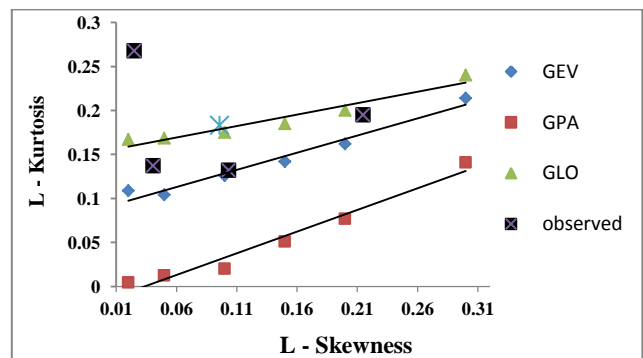 0.3
0.25
0.2
0.15
0.1
0.05
0
0.01 0.06 0.11 0.16 0.21 0.26 0.31
L - Kurtosis
L - Skewness
GEV
GPA
GLO
observed